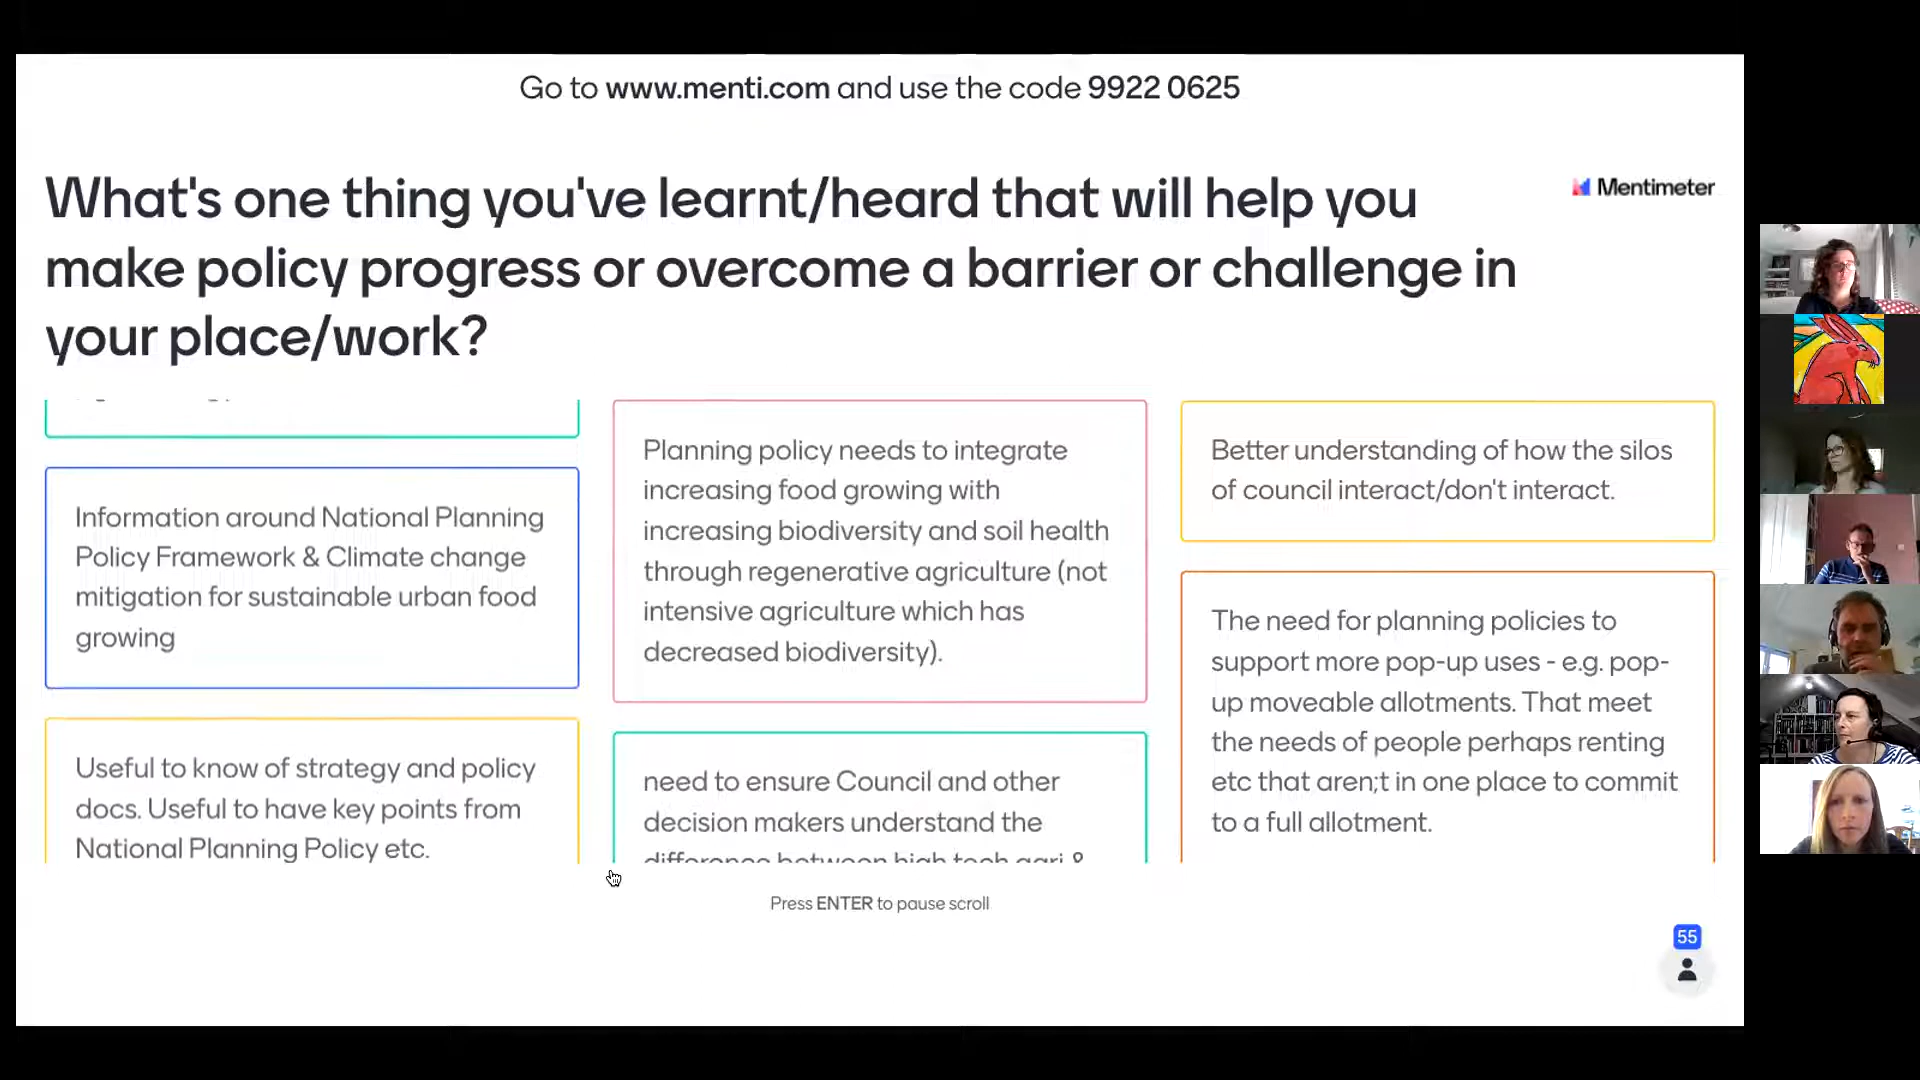 Go to www.menti.com and use the code 9922 0625
What's one thing you've learnt/heard that will help you
make policy progress or overcome a barrier or challenge in
your place/work?
Mentimeter
Information around National Planning
Policy Framework & Climate change
mitigation for sustainable urban food
growing
Useful to know of strategy and policy
docs. Useful to have key points from
National Planning Policy etc.
Planning policy needs to integrate
increasing food growing with
increasing biodiversity and soil health
through regenerative agriculture (not
intensive agriculture which has
decreased biodiversity).
need to ensure Council and other
decision makers understand the
difference between high tech agri &
Better understanding of how the silos
of council interact/don't interact.
The need for planning policies to
support more pop-up uses - e.g. pop-
up moveable allotments. That meet
the needs of people perhaps renting
etc that aren;t in one place to commit
to a full allotment.
Press ENTER to pause scroll
55